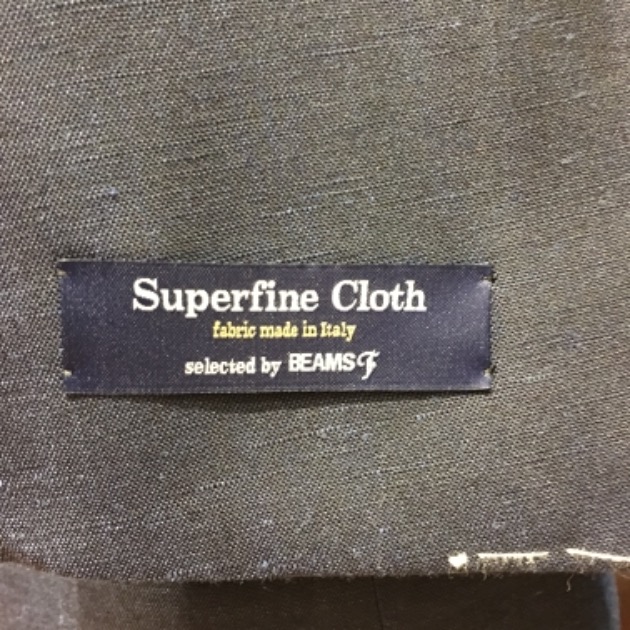 Superfine Cloth
fabric made in Italy
selected by BEAMS F